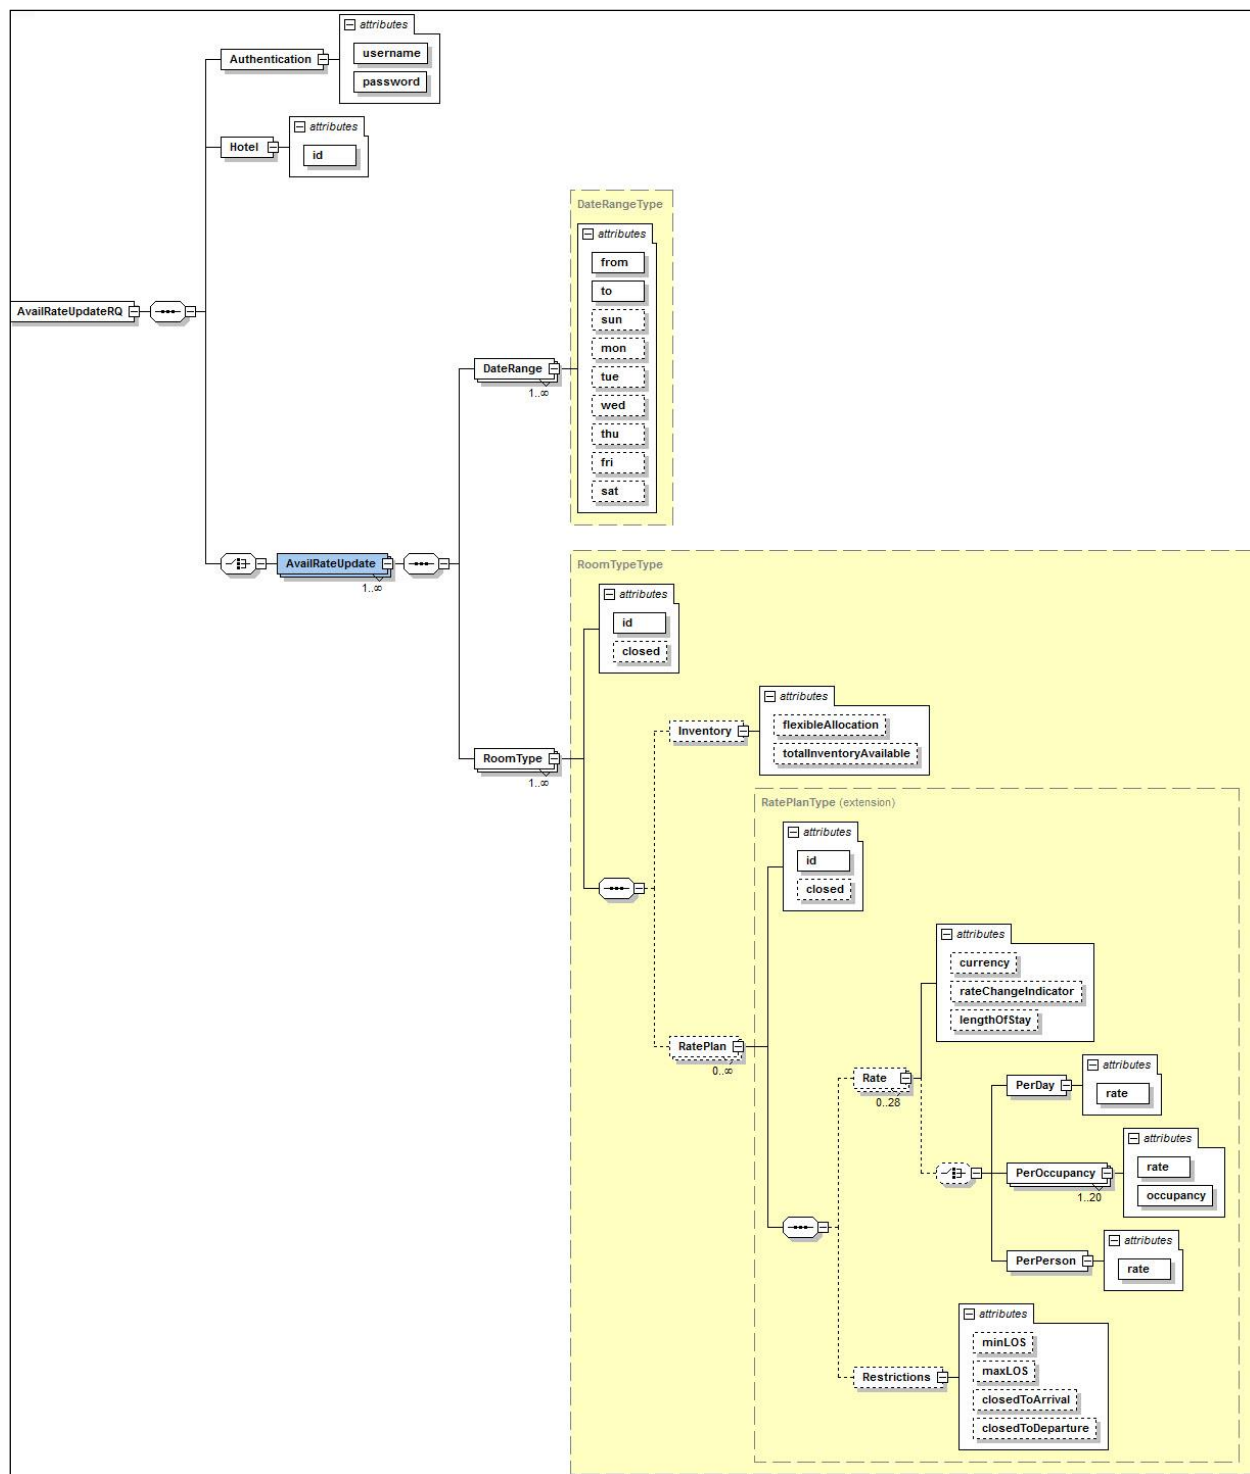 attributes
Authentication
username
password
attributes
Hotel
id
DateRangeType
attributes
from
to
AvailRateUpdateRQ
sun
mon
DateRange
tue
1..∞
wed
thu
fri
sat
AvailRateUpdate
1..∞
RoomTypeType
attributes
id
closed
attributes
Inventory
flexibleAllocation
totalInventoryAvailable
RoomType
1..∞
RatePlanType (extension)
attributes
id
closed
attributes
currency
rateChangeIndicator
lengthOfStay
RatePlan
0..∞
Rate
0..28
attributes
PerDay
rate
attributes
PerOccupancy
1..20
rate
occupancy
attributes
PerPerson
rate
attributes
Restrictions
minLOS
maxLOS
closedToArrival
closedToDeparture